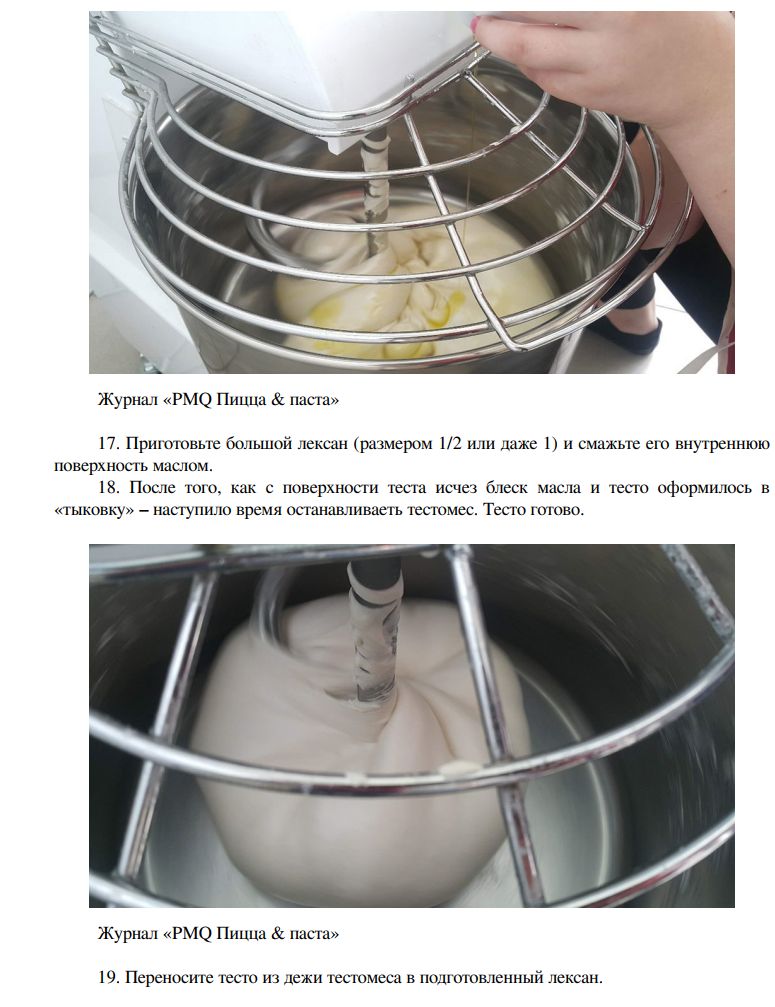 Журнал «PMQ Пицца & паста»
17. Приготовьте большой лексан (размером 1/2 или даже 1) и смажьте его внутреннюю
поверхность маслом.
18. После того, как с поверхности теста исчез блеск масла и тесто оформилось в
«тыковку» – наступило время останавливаеть тестомес. Тесто готово.
Журнал «PMQ Пицца & паста»
19. Переносите тесто из дежи тестомеса в подготовленный лексан.